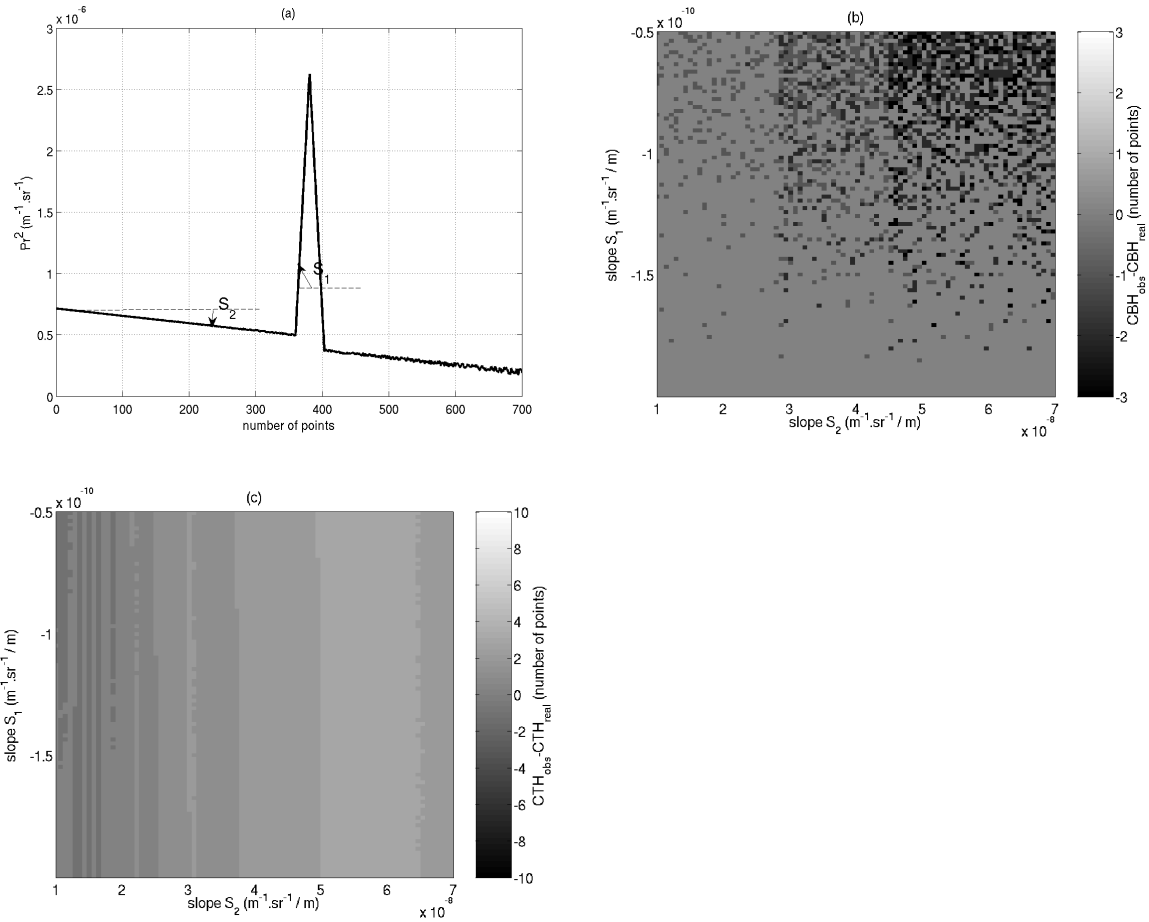 (a)
x 10^-6
3
2.5
2
1.5
1
0.5
0
Pr^2 (m^-1.sr^-1)
S_1
S_2
0 100 200 300 400 500 600 700
number of points
(b)
x 10^-10
-0.5
-1
-1.5
slope S_1 (m^-1.sr^-1 / m)
1 2 3 4 5 6 7
slope S_2 (m^-1.sr^-1 / m)
x 10^-8
3
2
1
0
-1
-2
-3
CBH_obs-CBH_real (number of points)
(c)
x 10^-10
-0.5
-1
-1.5
slope S_1 (m^-1.sr^-1 / m)
1 2 3 4 5 6 7
slope S_2 (m^-1.sr^-1 / m)
x 10^-8
10
8
6
4
2
0
-2
-4
-6
-8
-10
CTH_obs-CTH_real (number of points)